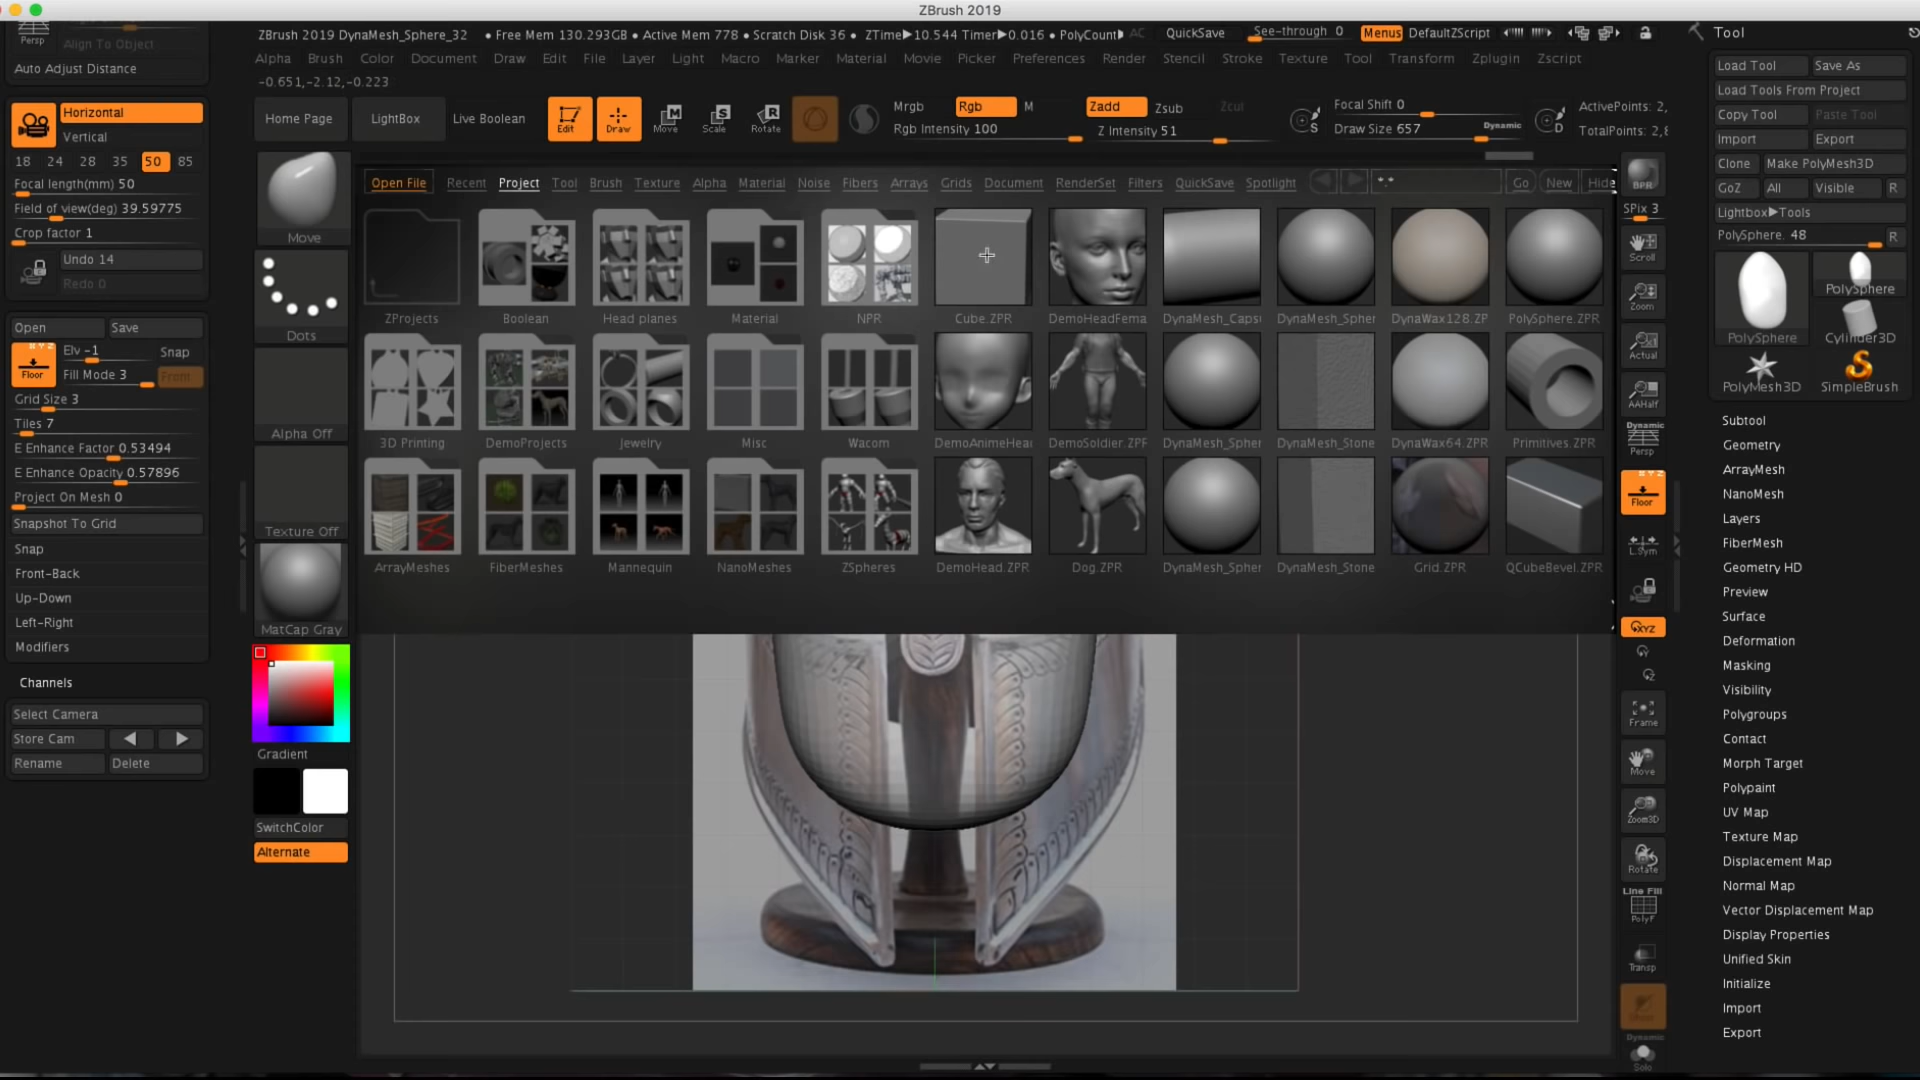 ZBrush 2019
Persp
Align To Object
Auto Adjust Distance
Horizontal
Vertical
18 24 28 35 50 85
Focal length(mm) 50
Field of view(deg) 39.59775
Crop factor 1
Undo 14
Redo 0
Open Save
Floor
Elv -1 Snap
Fill Mode 3 Front
Grid Size 3
Tiles 7
E Enhance Factor 0.53494
E Enhance Opacity 0.57896
Project On Mesh 0
Snapshot To Grid
Snap
Front-Back
Up-Down
Left-Right
Modifiers
Channels
Select Camera
Store Cam
Rename Delete
ZBrush 2019 DynaMesh_Sphere_32 • Free Mem 130.293GB • Active Mem 778 • Scratch Disk 36 • ZTime▶10.544 Timer▶0.016 • PolyCount▶ AC QuickSave See-through 0 Menus DefaultZScript
Alpha Brush Color Document Draw Edit File Layer Light Macro Marker Material Movie Picker Preferences Render Stencil Stroke Texture Tool Transform Zplugin Zscript
-0.651,-2.12,-0.223
Home Page LightBox Live Boolean Edit Draw Move Scale Rotate
Mrgb Rgb M Zadd Zsub Zcut
Rgb Intensity 100 Z Intensity 51
S Focal Shift 0
Draw Size 657 Dynamic D
ActivePoints: 2,
TotalPoints: 2,8
Move
Dots
Alpha Off
Texture Off
MatCap Gray
Gradient
SwitchColor
Alternate
Open File Recent Project Tool Brush Texture Alpha Material Noise Fibers Arrays Grids Document RenderSet Filters QuickSave Spotlight Go New Hide
ZProjects Boolean Head planes Material NPR Cube.ZPR DemoHeadFema DynaMesh_Capsu DynaMesh_Spher DynaWax128.ZP PolySphere.ZPR
3D Printing DemoProjects Jewelry Misc Wacom DemoAnimeHead DemoSoldier.ZPR DynaMesh_Spher DynaMesh_Stone DynaWax64.ZPR Primitives.ZPR
ArrayMeshes FiberMeshes Mannequin NanoMeshes ZSpheres DemoHead.ZPR Dog.ZPR DynaMesh_Spher DynaMesh_Stone Grid.ZPR QCubeBevel.ZPR
BPR
SPix 3
Scroll
Zoom
Actual
AAHalf
Dynamic
Persp
Floor
L.Sym
XYZ
Frame
Move
Zoom3D
Rotate
Line Fill
PolyF
Transp
Dynamic
Solo
Tool
Load Tool Save As
Load Tools From Project
Copy Tool Paste Tool
Import Export
Clone Make PolyMesh3D
GoZ All Visible R
Lightbox▶Tools
PolySphere. 48 R
PolySphere PolySphere
Cylinder3D
PolyMesh3D SimpleBrush
Subtool
Geometry
ArrayMesh
NanoMesh
Layers
FiberMesh
Geometry HD
Preview
Surface
Deformation
Masking
Visibility
Polygroups
Contact
Morph Target
Polypaint
UV Map
Texture Map
Displacement Map
Normal Map
Vector Displacement Map
Display Properties
Unified Skin
Initialize
Import
Export